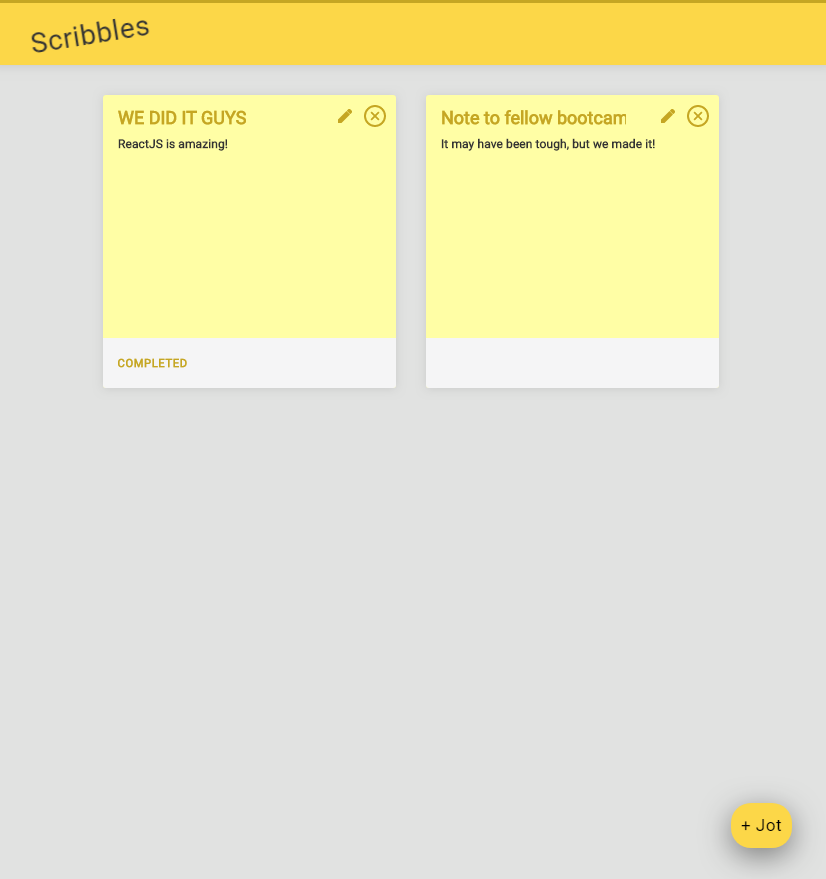 Scribbles
WE DID IT GUYS
ReactJS is amazing!
COMPLETED
Note to fellow bootcam
It may have been tough, but we made it!
+ Jot